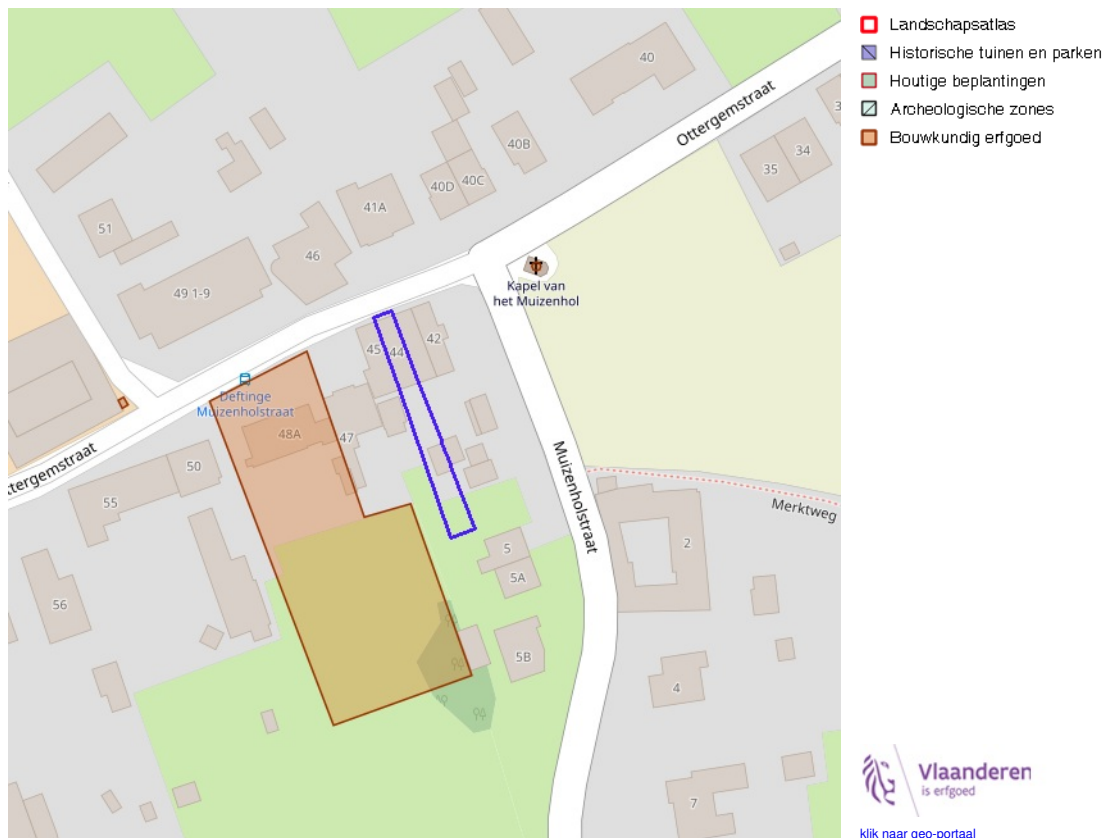 Landschapsatlas
Historische tuinen en parken
Houtige beplantingen
Archeologische zones
Bouwkundig erfgoed
40
Ottergemstraat
40B
35
34
40D
40C
41A
51
46
49 1-9
Kapel van
het Muizenhol
45
44
42
Deftinge
Muizenholstraat
48A
47
50
ttergemstraat
55
Muizenholstraat
Merktweg
5
2
5A
56
5B
4
7
Vlaanderen
is erfgoed
klik naar geo-portaal